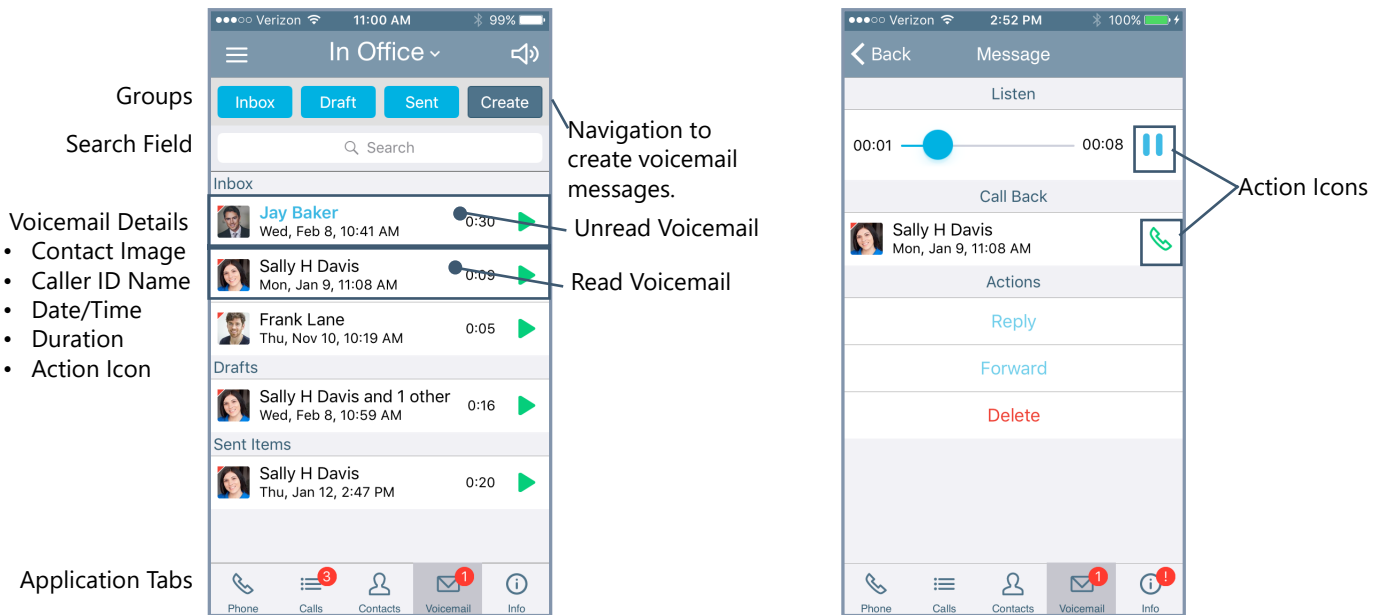 ●●●○○ Verizon 11:00 AM 99%
In Office
Groups
Inbox Draft Sent Create
Search Field
Search
Navigation to
create voicemail
messages.
Inbox
Voicemail Details
• Contact Image
• Caller ID Name
• Date/Time
• Duration
• Action Icon
Jay Baker
Wed, Feb 8, 10:41 AM
0:30
Unread Voicemail
Sally H Davis
Mon, Jan 9, 11:08 AM
0:09
Read Voicemail
Frank Lane
Thu, Nov 10, 10:19 AM
0:05
Drafts
Sally H Davis and 1 other
Wed, Feb 8, 10:59 AM
0:16
Sent Items
Sally H Davis
Thu, Jan 12, 2:47 PM
0:20
Application Tabs
3 1
Phone Calls Contacts Voicemail Info
●●●○○ Verizon 2:52 PM 100%
Back Message
Listen
00:01 00:08
Action Icons
Call Back
Sally H Davis
Mon, Jan 9, 11:08 AM
Actions
Reply
Forward
Delete
1 !
Phone Calls Contacts Voicemail Info